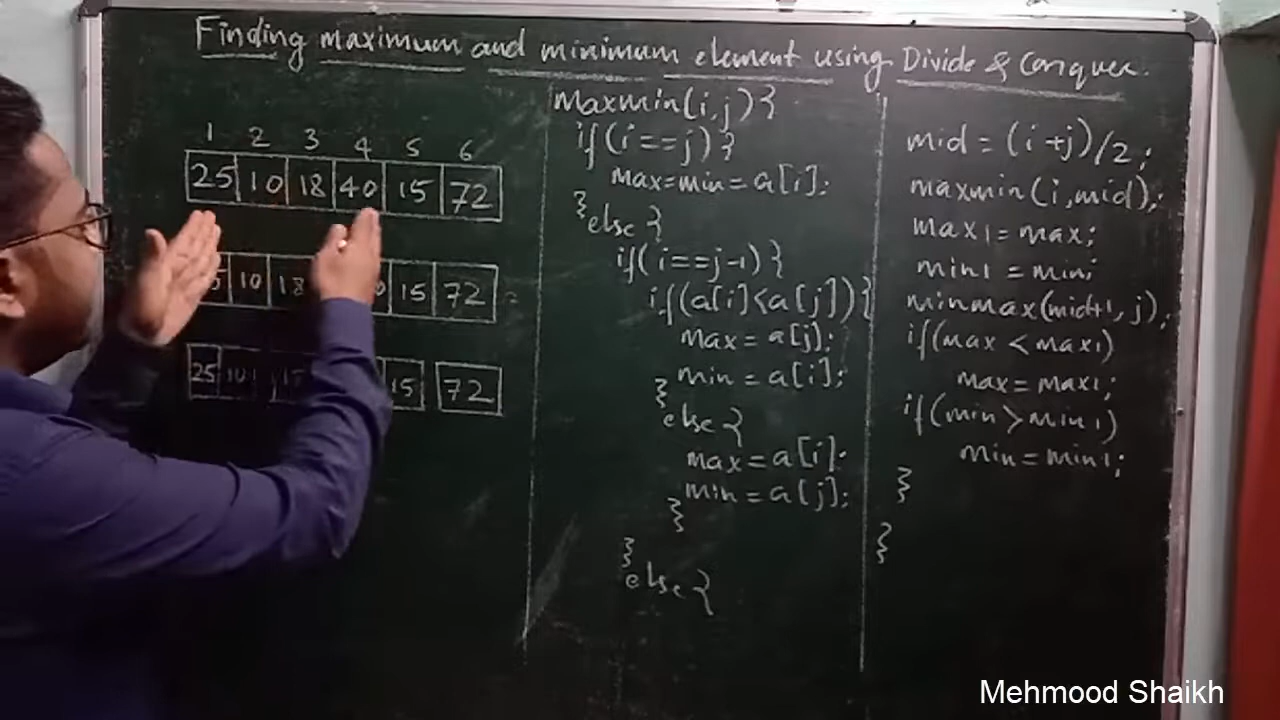 Finding maximum and minimum element using Divide & Conquer.
1 2 3 4 5 6
25 10 18 40 15 72
10 18 15 72
25 10 15 72
maxmin(i,j){
if(i==j){
max=min=a[i];
}
else{
if(i==j-1){
if(a[i]<a[j]){
max=a[j];
min=a[i];
}
else{
max=a[i];
min=a[j];
}
}
else{
mid=(i+j)/2;
maxmin(i,mid);
max1=max;
min1=min;
minmax(mid+1,j);
if(max<max1)
max=max1;
if(min>min1)
min=min1;
}
}
Mehmood Shaikh